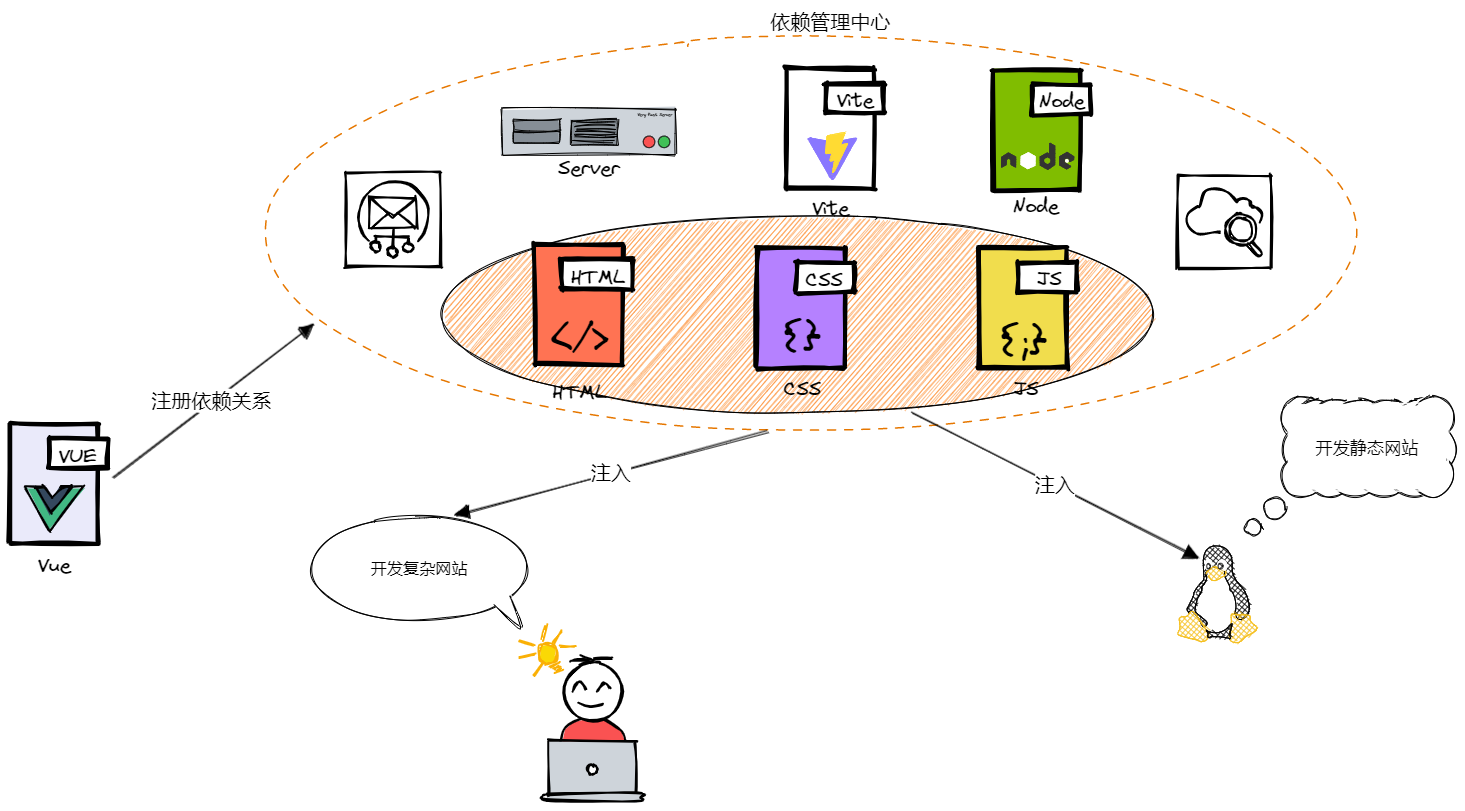 依赖管理中心
Very Fast Server
Server
Vite
Vite
Node
node
Node
HTML
</>
HTML
CSS
{}
CSS
JS
{;}
JS
注册依赖关系
VUE
Vue
注入
注入
开发静态网站
开发复杂网站